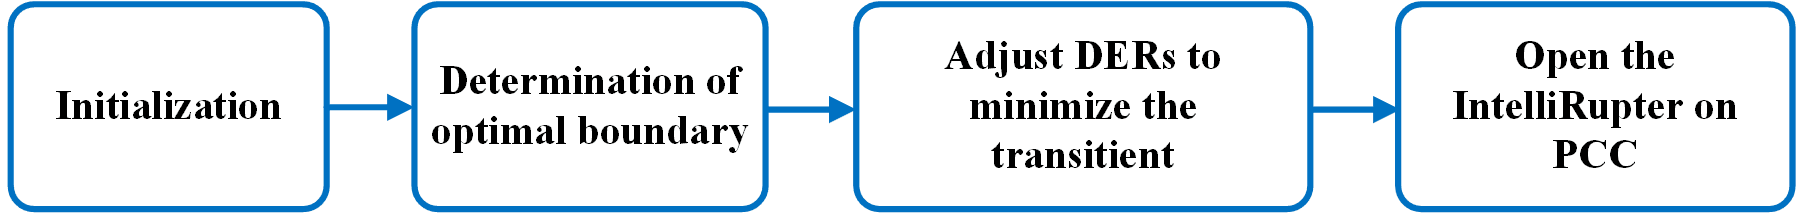 Initialization
Determination of
optimal boundary
Adjust DERs to
minimize the
transitient
Open the
IntelliRupter on
PCC